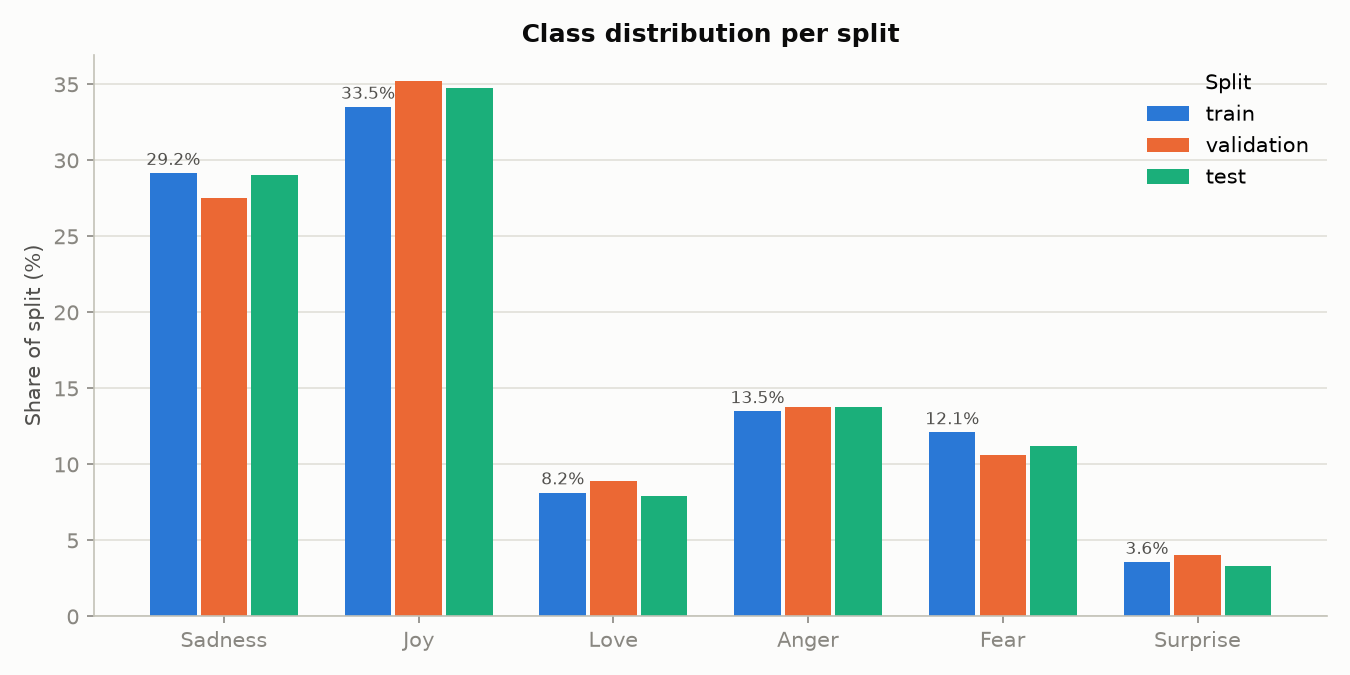 Class distribution per split
Share of split (%)
35
30
25
20
15
10
5
0
29.2%
33.5%
8.2%
13.5%
12.1%
3.6%
Sadness
Joy
Love
Anger
Fear
Surprise
Split
train
validation
test